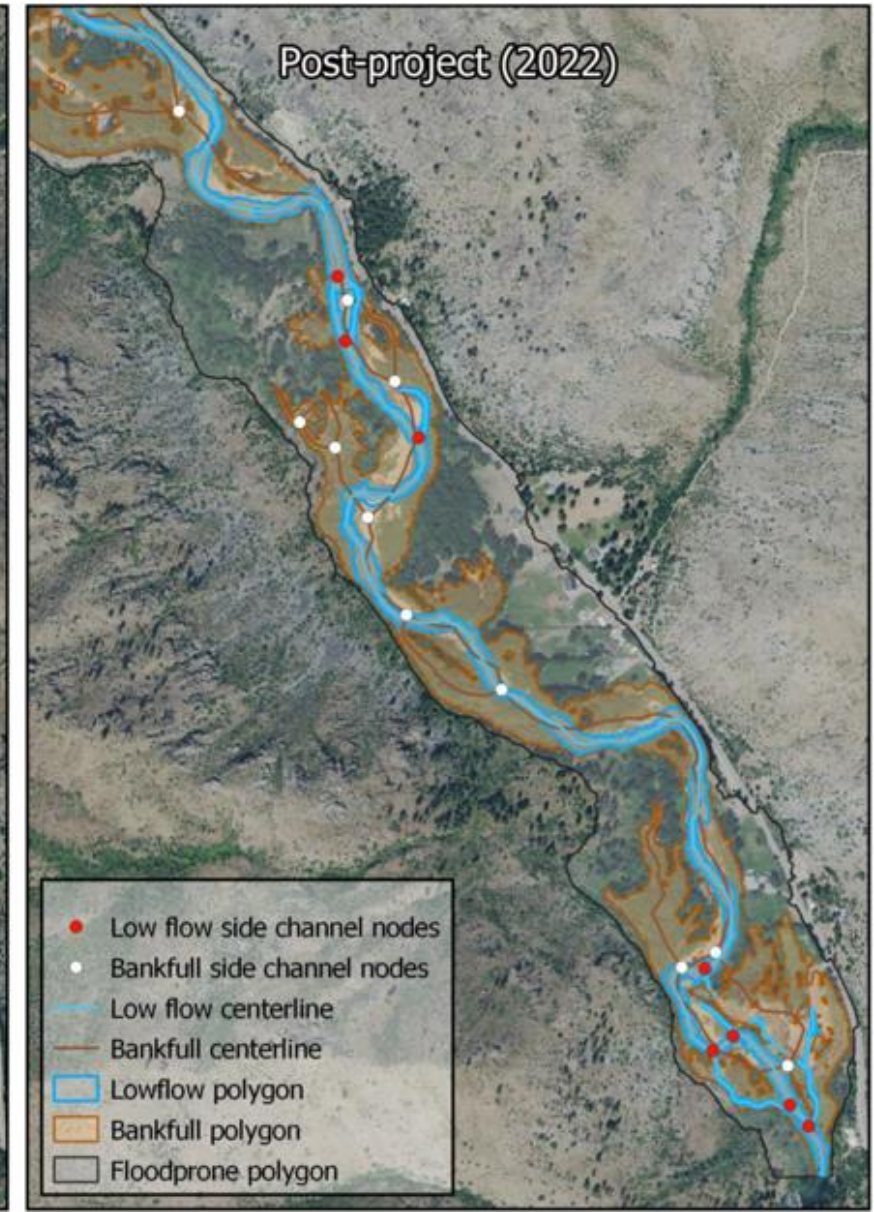 Post-project (2022)
Low flow side channel nodes
Bankfull side channel nodes
Low flow centerline
Bankfull centerline
Lowflow polygon
Bankfull polygon
Floodprone polygon